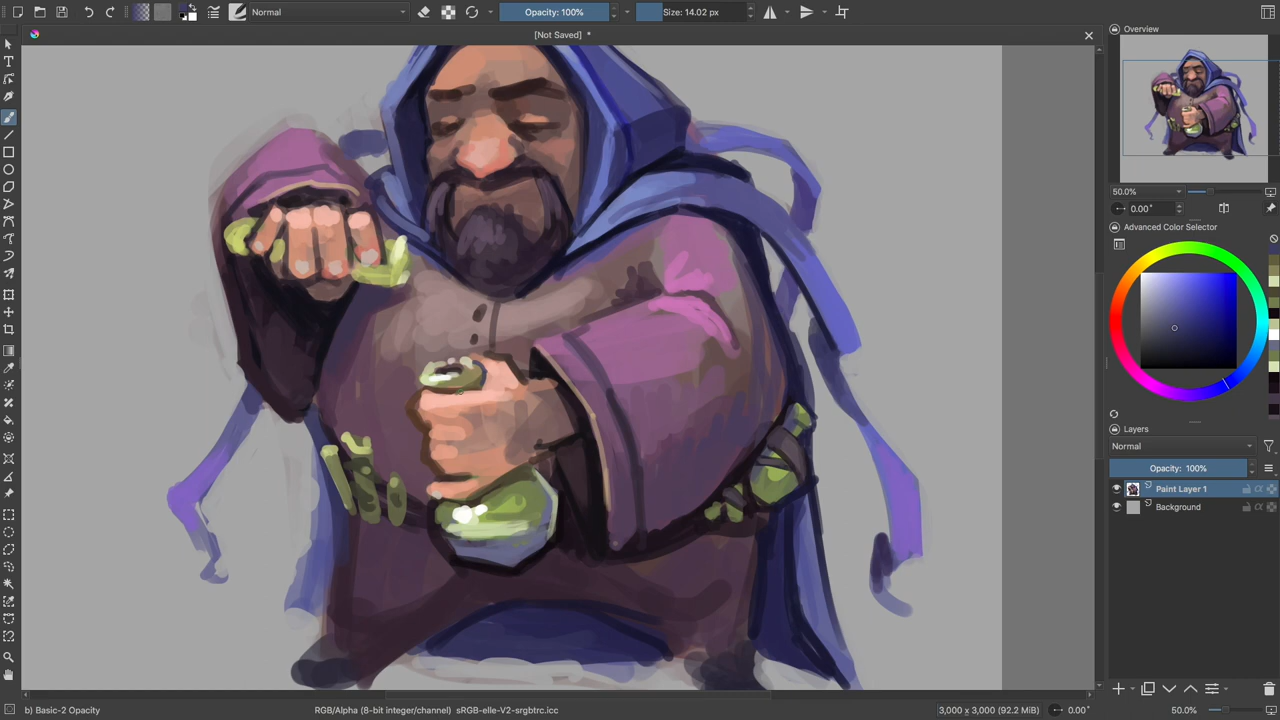 Normal
Opacity: 100%
Size: 14.02 px
[Not Saved] *
Overview
50.0%
0.00°
Advanced Color Selector
Layers
Normal
Opacity: 100%
Paint Layer 1
Background
b) Basic-2 Opacity
RGB/Alpha (8-bit integer/channel) sRGB-elle-V2-srgbtrc.icc
3,000 x 3,000 (92.2 MiB)
0.00°
50.0%